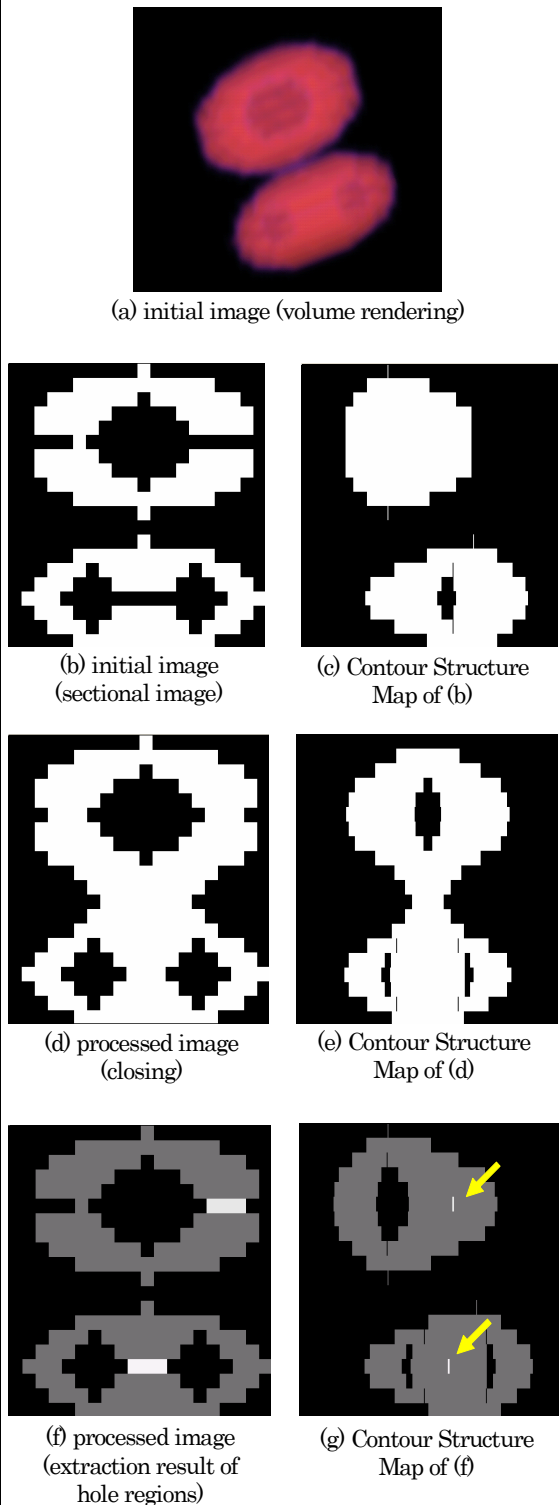 (a) initial image (volume rendering)
(b) initial image
(sectional image)
(c) Contour Structure
Map of (b)
(d) processed image
(closing)
(e) Contour Structure
Map of (d)
(f) processed image
(extraction result of
hole regions)
(g) Contour Structure
Map of (f)